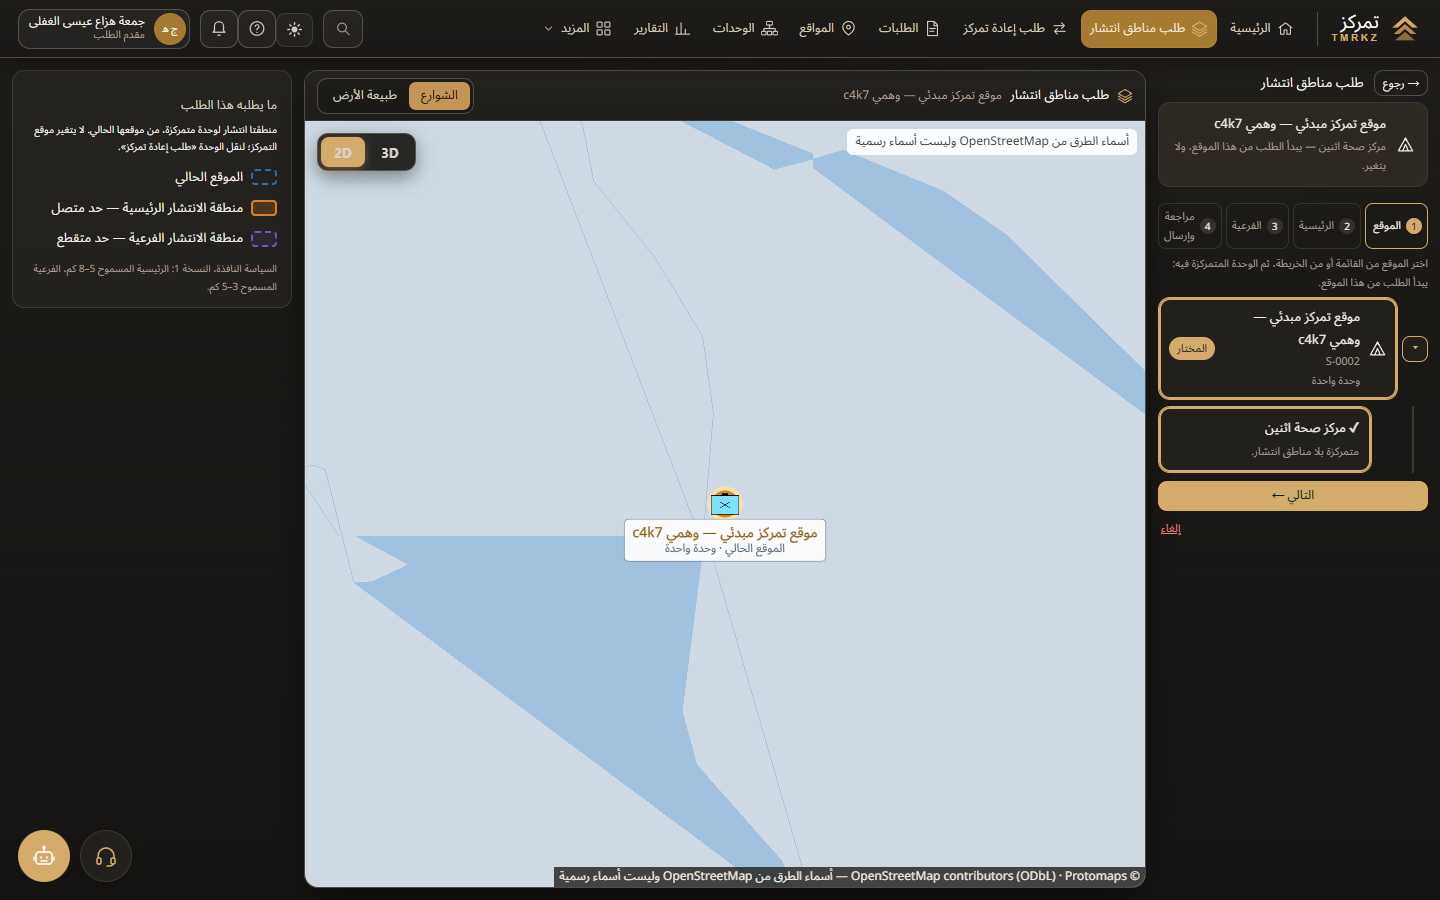 تمركز
TMRKZ
الرئيسية
طلب مناطق انتشار
طلب إعادة تمركز
الطلبات
المواقع
الوحدات
التقارير
المزيد
جمعة هزاع عيسى الغفلى
مقدم الطلب
ج ه
→ رجوع
طلب مناطق انتشار
موقع تمركز مبدئي — وهمي c4k7
مركز صحة اثنين — يبدأ الطلب من هذا الموقع، ولا
يتغير.
1 الموقع
2 الرئيسية
3 الفرعية
4 مراجعة
وإرسال
اختر الموقع من القائمة أو من الخريطة، ثم الوحدة المتمركزة فيه:
يبدأ الطلب من هذا الموقع.
موقع تمركز مبدئي —
وهمي c4k7
S-0002
وحدة واحدة
المختار
✓ مركز صحة اثنين
متمركزة بلا مناطق انتشار.
التالي ←
إلغاء
طلب مناطق انتشار موقع تمركز مبدئي — وهمي c4k7
الشوارع
طبيعة الأرض
أسماء الطرق من OpenStreetMap وليست أسماء رسمية
2D
3D
موقع تمركز مبدئي — وهمي c4k7
الموقع الحالي · وحدة واحدة
© OpenStreetMap contributors (ODbL) · Protomaps — أسماء الطرق من OpenStreetMap وليست أسماء رسمية
ما يطلبه هذا الطلب
منطقتا انتشار لوحدة متمركزة، من موقعها الحالي. لا يتغير موقع
التمركز؛ لنقل الوحدة «طلب إعادة تمركز».
الموقع الحالي
منطقة الانتشار الرئيسية — حد متصل
منطقة الانتشار الفرعية — حد متقطع
السياسة النافذة، النسخة 1: الرئيسية المسموح 5–8 كم، الفرعية
المسموح 3–5 كم.